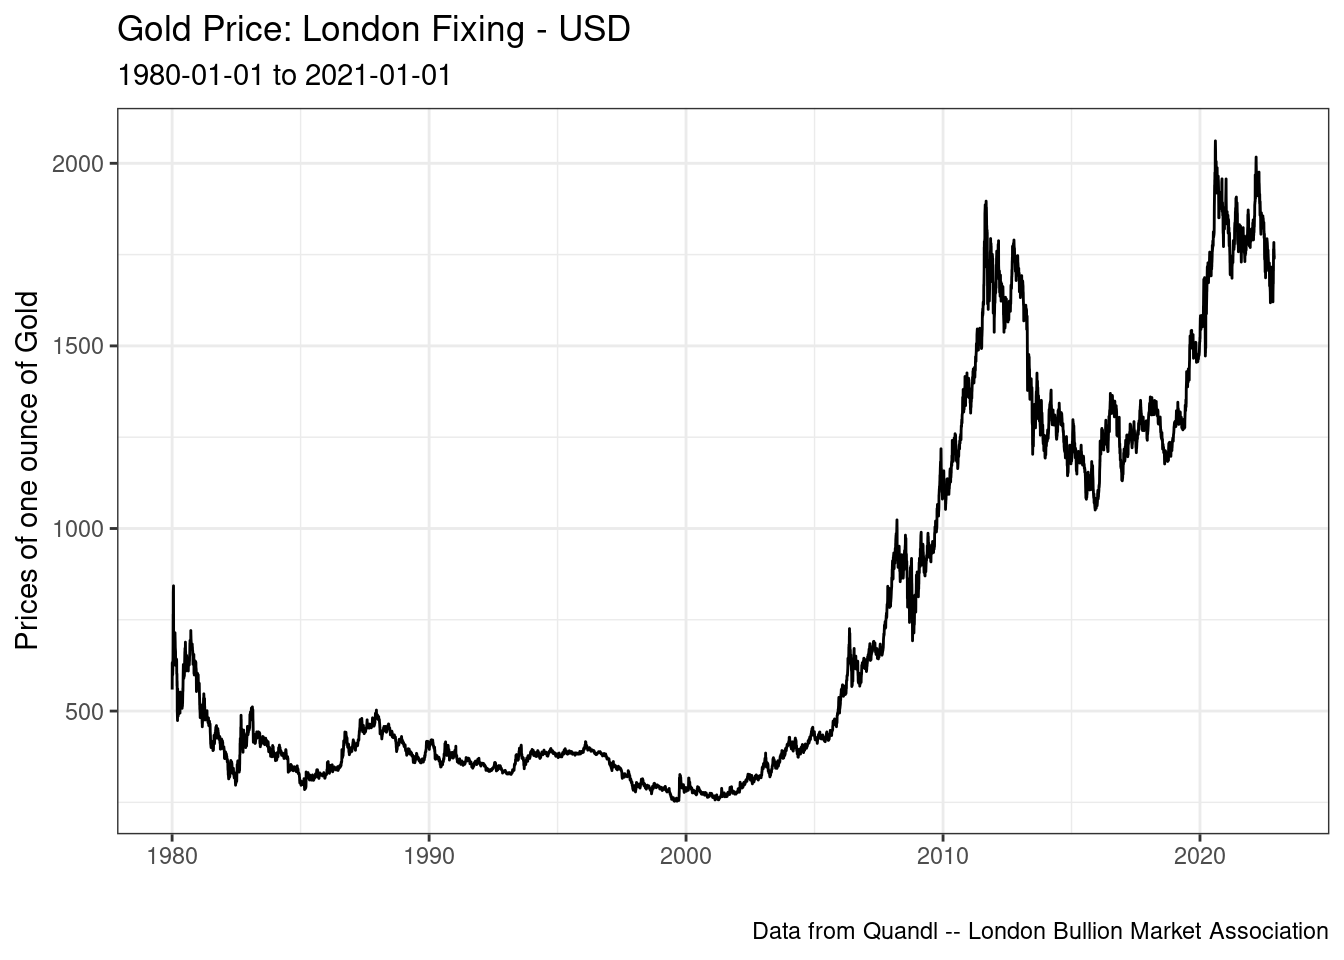 Gold Price: London Fixing - USD
1980-01-01 to 2021-01-01
Prices of one ounce of Gold
2000
1500
1000
500
1980 1990 2000 2010 2020
Data from Quandl -- London Bullion Market Association